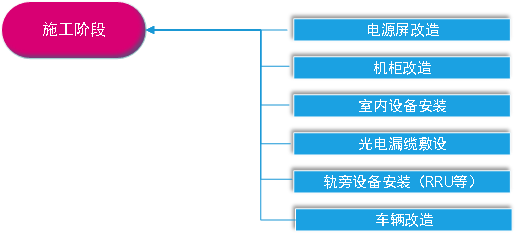 施工阶段
电源屏改造
机柜改造
室内设备安装
光电漏缆敷设
轨旁设备安装（RRU等）
车辆改造